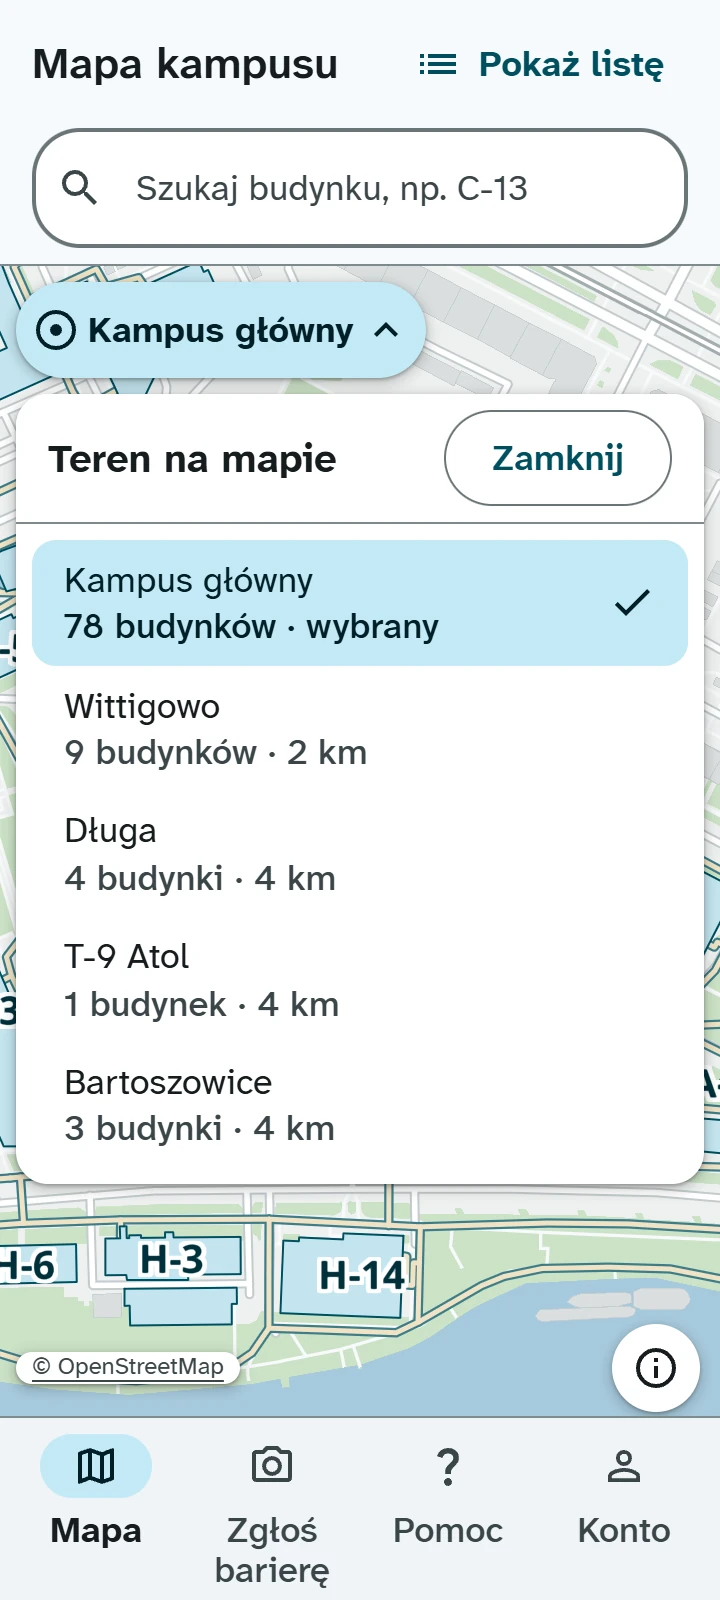 Mapa kampusu
Pokaż listę
Szukaj budynku, np. C-13
Kampus główny
Teren na mapie
Zamknij
Kampus główny
78 budynków · wybrany
Wittigowo
9 budynków · 2 km
Długa
4 budynki · 4 km
T-9 Atol
1 budynek · 4 km
Bartoszowice
3 budynki · 4 km
H-6
H-3
H-14
© OpenStreetMap
Mapa
Zgłoś
barierę
Pomoc
Konto